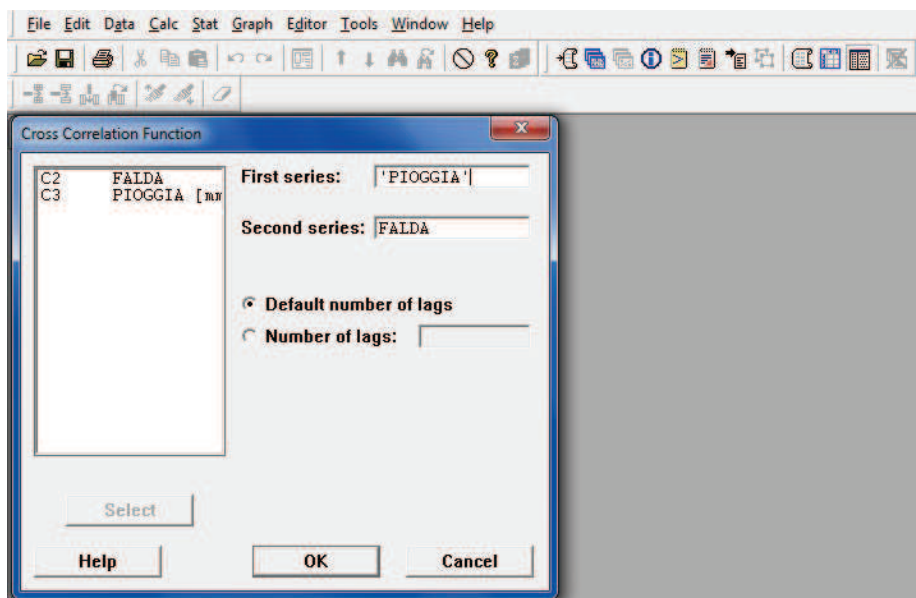 File Edit Data Calc Stat Graph Editor Tools Window Help
Cross Correlation Function
C2 FALDA
C3 PIOGGIA [mm
First series: 'PIOGGIA'
Second series: FALDA
Default number of lags
Number of lags:
Select
Help OK Cancel